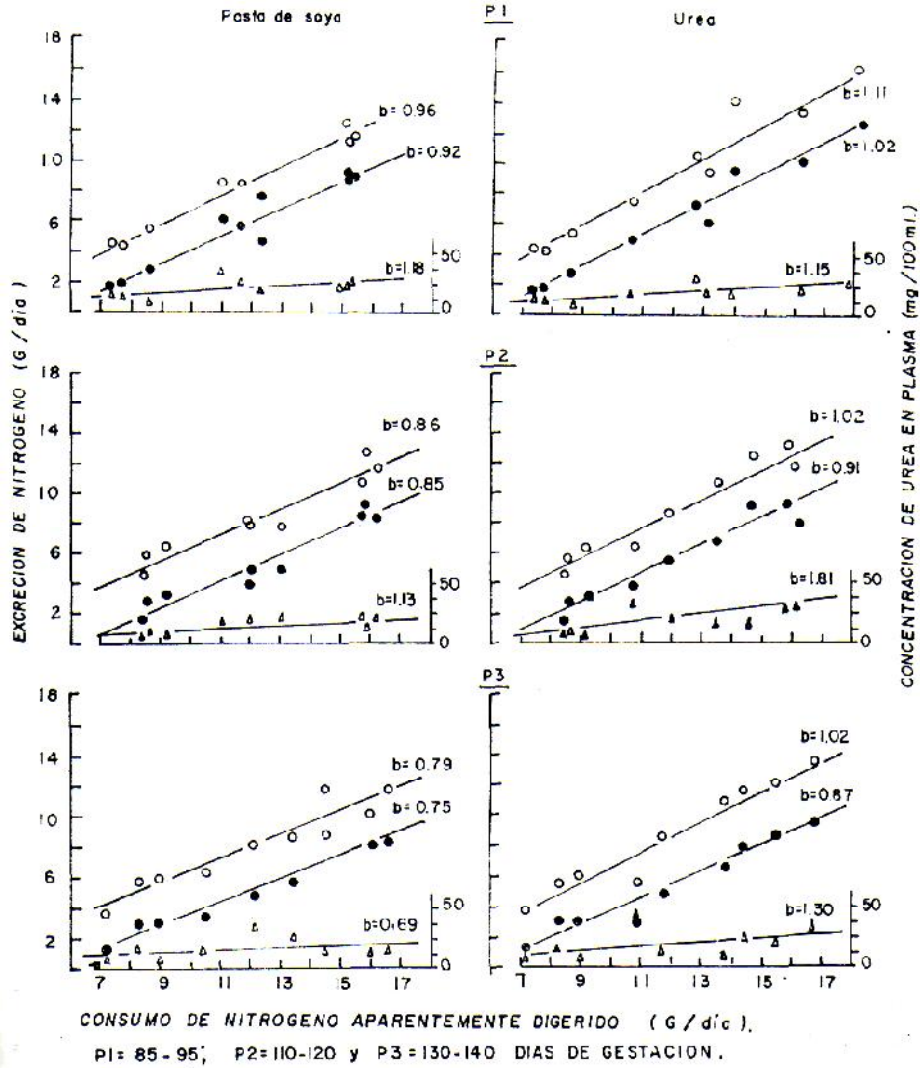 P1
Pasta de soya
Urea
18
14
10
6
2
b=0.96
b=0.92
b=1.18
50
0
b=1.11
b=1.02
b=1.15
50
0
P2
18
14
10
6
2
b=0.86
b=0.85
b=1.13
50
0
b=1.02
b=0.91
b=1.81
50
0
P3
18
14
10
6
2
b=0.79
b=0.75
b=0.69
50
0
7 9 11 13 15 17
b=1.02
b=0.87
b=1.30
50
0
7 9 11 13 15 17
EXCRECION DE NITROGENO (G/dia)
CONCENTRACION DE UREA EN PLASMA (mg/100ml.)
CONSUMO DE NITROGENO APARENTEMENTE DIGERIDO (G/día).
P1= 85-95; P2=110-120 y P3=130-140 DIAS DE GESTACION.